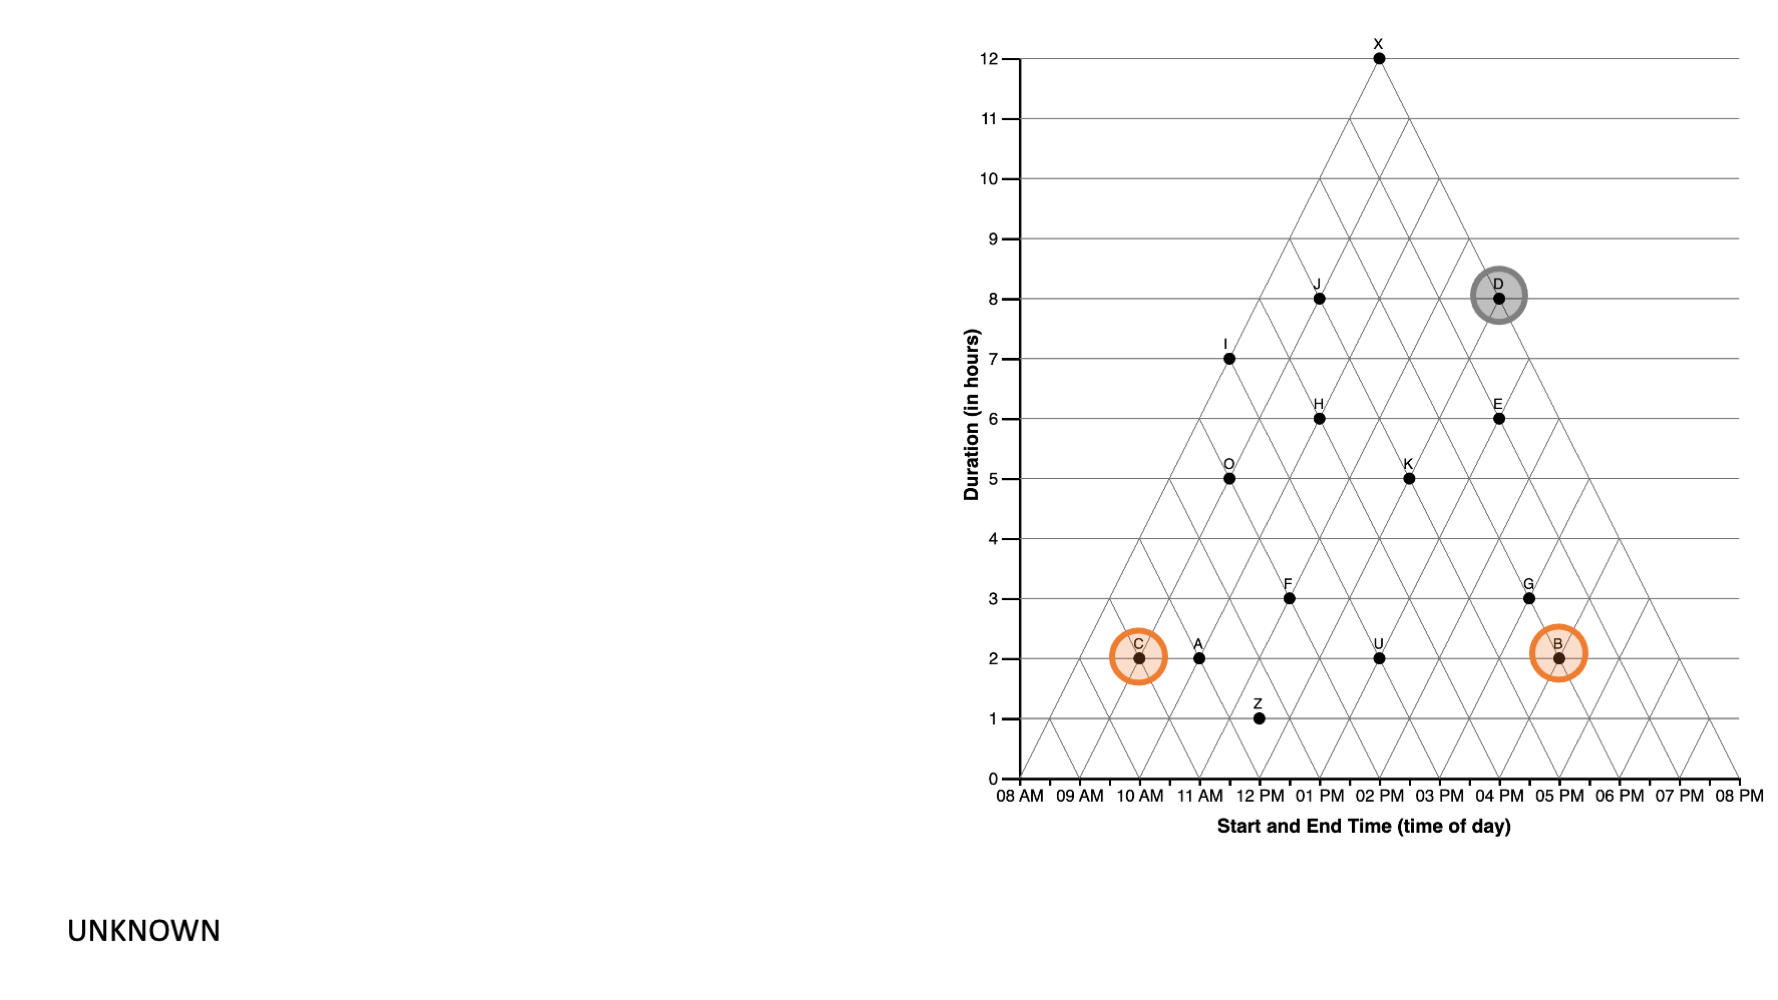 X
12
11
10
9
J
D
8
I
7
H
E
6
O
K
5
4
F
G
3
C
A
U
B
2
Z
1
0
08 AM 09 AM 10 AM 11 AM 12 PM 01 PM 02 PM 03 PM 04 PM 05 PM 06 PM 07 PM 08 PM
Start and End Time (time of day)
Duration (in hours)
UNKNOWN